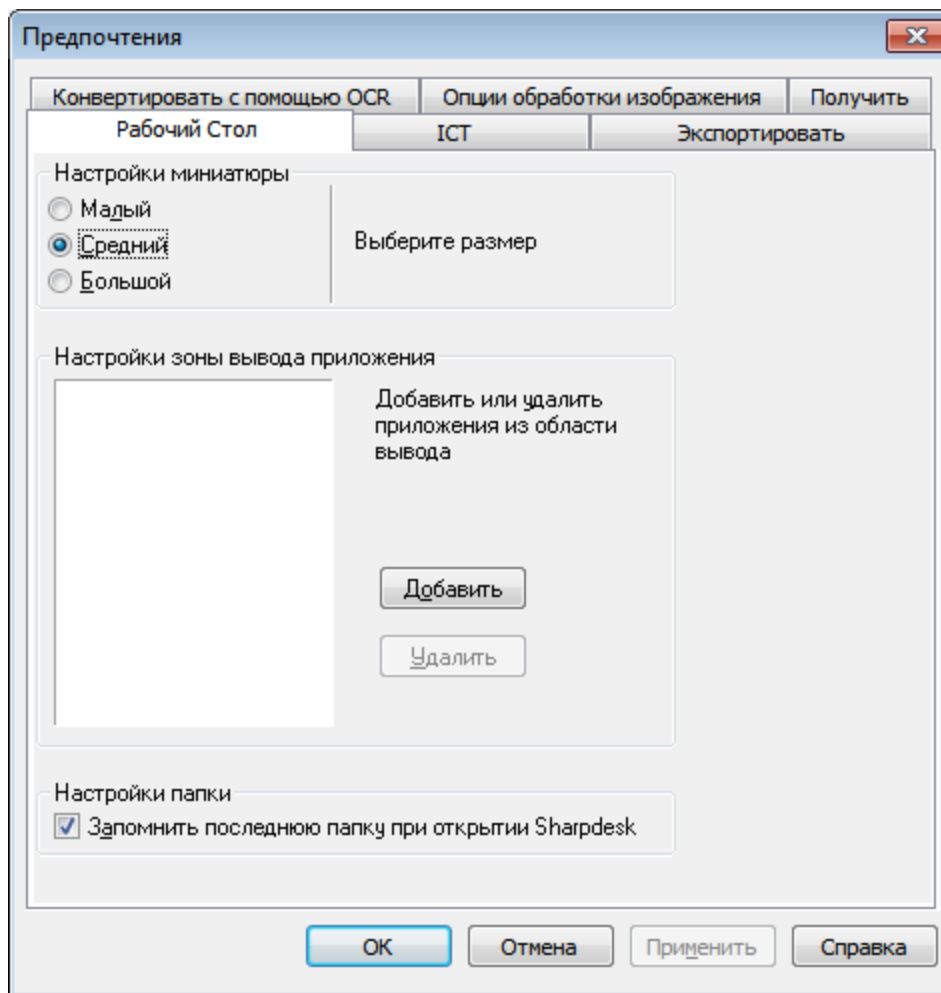 Предпочтения
Конвертировать с помощью OCR
Опции обработки изображения
Получить
Рабочий Стол
ICT
Экспортировать
Настройки миниатюры
Малый
Средний
Большой
Выберите размер
Настройки зоны вывода приложения
Добавить или удалить
приложения из области
вывода
Добавить
Удалить
Настройки папки
Запомнить последнюю папку при открытии Sharpdesk
OK
Отмена
Применить
Справка